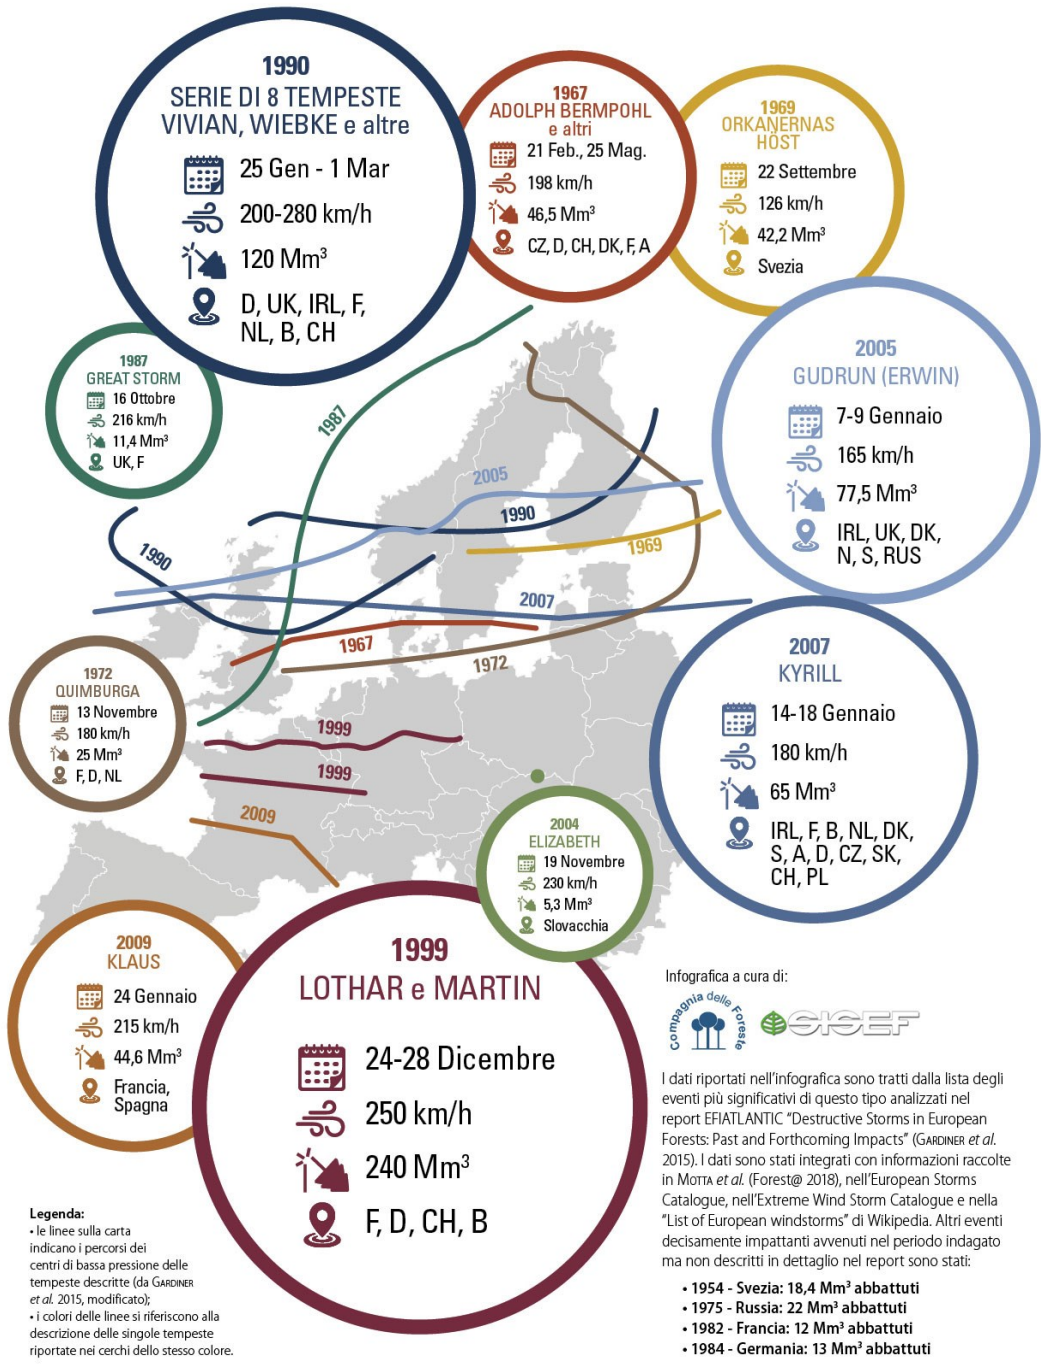 1990
SERIE DI 8 TEMPESTE
VIVIAN, WIEBKE e altre
25 Gen - 1 Mar
200-280 km/h
120 Mm³
D, UK, IRL, F,
NL, B, CH
1967
ADOLPH BERMPOHL
e altri
21 Feb., 25 Mag.
198 km/h
46,5 Mm³
CZ, D, CH, DK, F, A
1969
ORKANERNAS
HÖST
22 Settembre
126 km/h
42,2 Mm³
Svezia
1987
GREAT STORM
16 Ottobre
216 km/h
11,4 Mm³
UK, F
2005
GUDRUN (ERWIN)
7-9 Gennaio
165 km/h
77,5 Mm³
IRL, UK, DK,
N, S, RUS
1987
2005
1990
1990
1969
2007
1967
1972
1999
1999
2009
1972
QUIMBURGA
13 Novembre
180 km/h
25 Mm³
F, D, NL
2007
KYRILL
14-18 Gennaio
180 km/h
65 Mm³
IRL, F, B, NL, DK,
S, A, D, CZ, SK,
CH, PL
2004
ELIZABETH
19 Novembre
230 km/h
5,3 Mm³
Slovacchia
2009
KLAUS
24 Gennaio
215 km/h
44,6 Mm³
Francia,
Spagna
1999
LOTHAR e MARTIN
24-28 Dicembre
250 km/h
240 Mm³
F, D, CH, B
Infografica a cura di:
Compagnia delle Foreste
SISEF
I dati riportati nell'infografica sono tratti dalla lista degli
eventi più significativi di questo tipo analizzati nel
report EFIATLANTIC "Destructive Storms in European
Forests: Past and Forthcoming Impacts" (GARDINER et al.
2015). I dati sono stati integrati con informazioni raccolte
in MOTTA et al. (Forest@ 2018), nell'European Storms
Catalogue, nell'Extreme Wind Storm Catalogue e nella
"List of European windstorms" di Wikipedia. Altri eventi
decisamente impattanti avvenuti nel periodo indagato
ma non descritti in dettaglio nel report sono stati:
• 1954 - Svezia: 18,4 Mm³ abbattuti
• 1975 - Russia: 22 Mm³ abbattuti
• 1982 - Francia: 12 Mm³ abbattuti
• 1984 - Germania: 13 Mm³ abbattuti
Legenda:
• le linee sulla carta
indicano i percorsi dei
centri di bassa pressione delle
tempeste descritte (da GARDINER
et al. 2015, modificato);
• i colori delle linee si riferiscono alla
descrizione delle singole tempeste
riportate nei cerchi dello stesso colore.